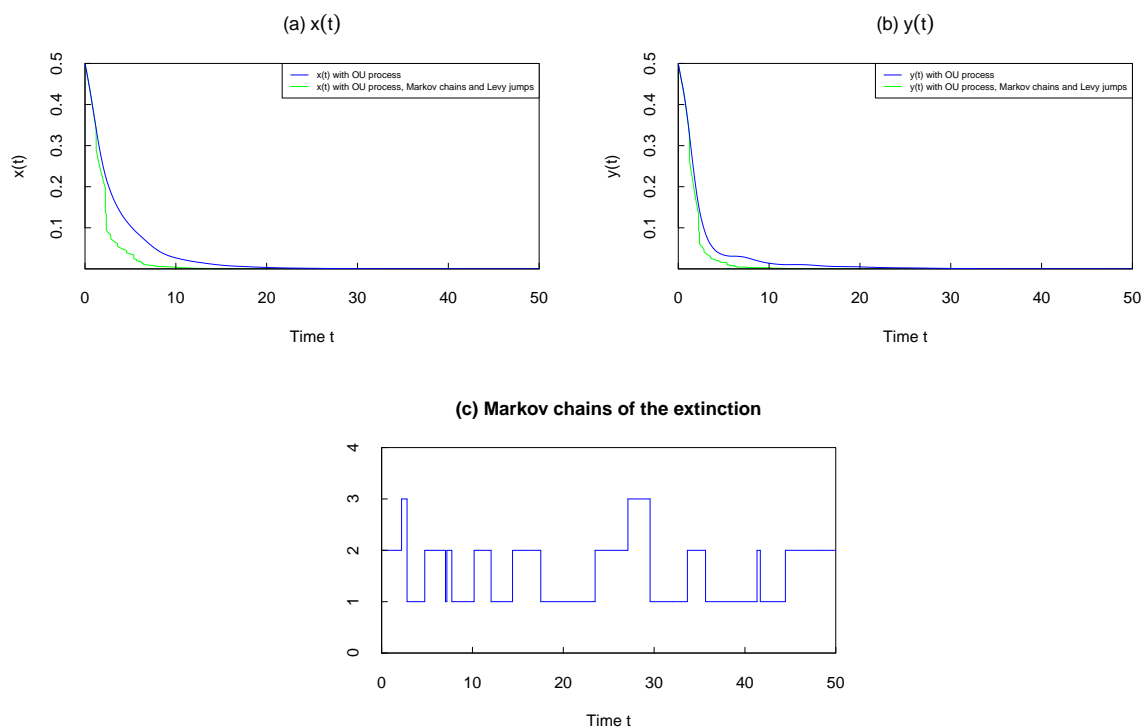 (a) x(t)
x(t) with OU process
x(t) with OU process, Markov chains and Levy jumps
x(t)
0.5
0.4
0.3
0.2
0.1
0 10 20 30 40 50
Time t
(b) y(t)
y(t) with OU process
y(t) with OU process, Markov chains and Levy jumps
y(t)
0.5
0.4
0.3
0.2
0.1
0 10 20 30 40 50
Time t
(c) Markov chains of the extinction
4
3
2
1
0
0 10 20 30 40 50
Time t